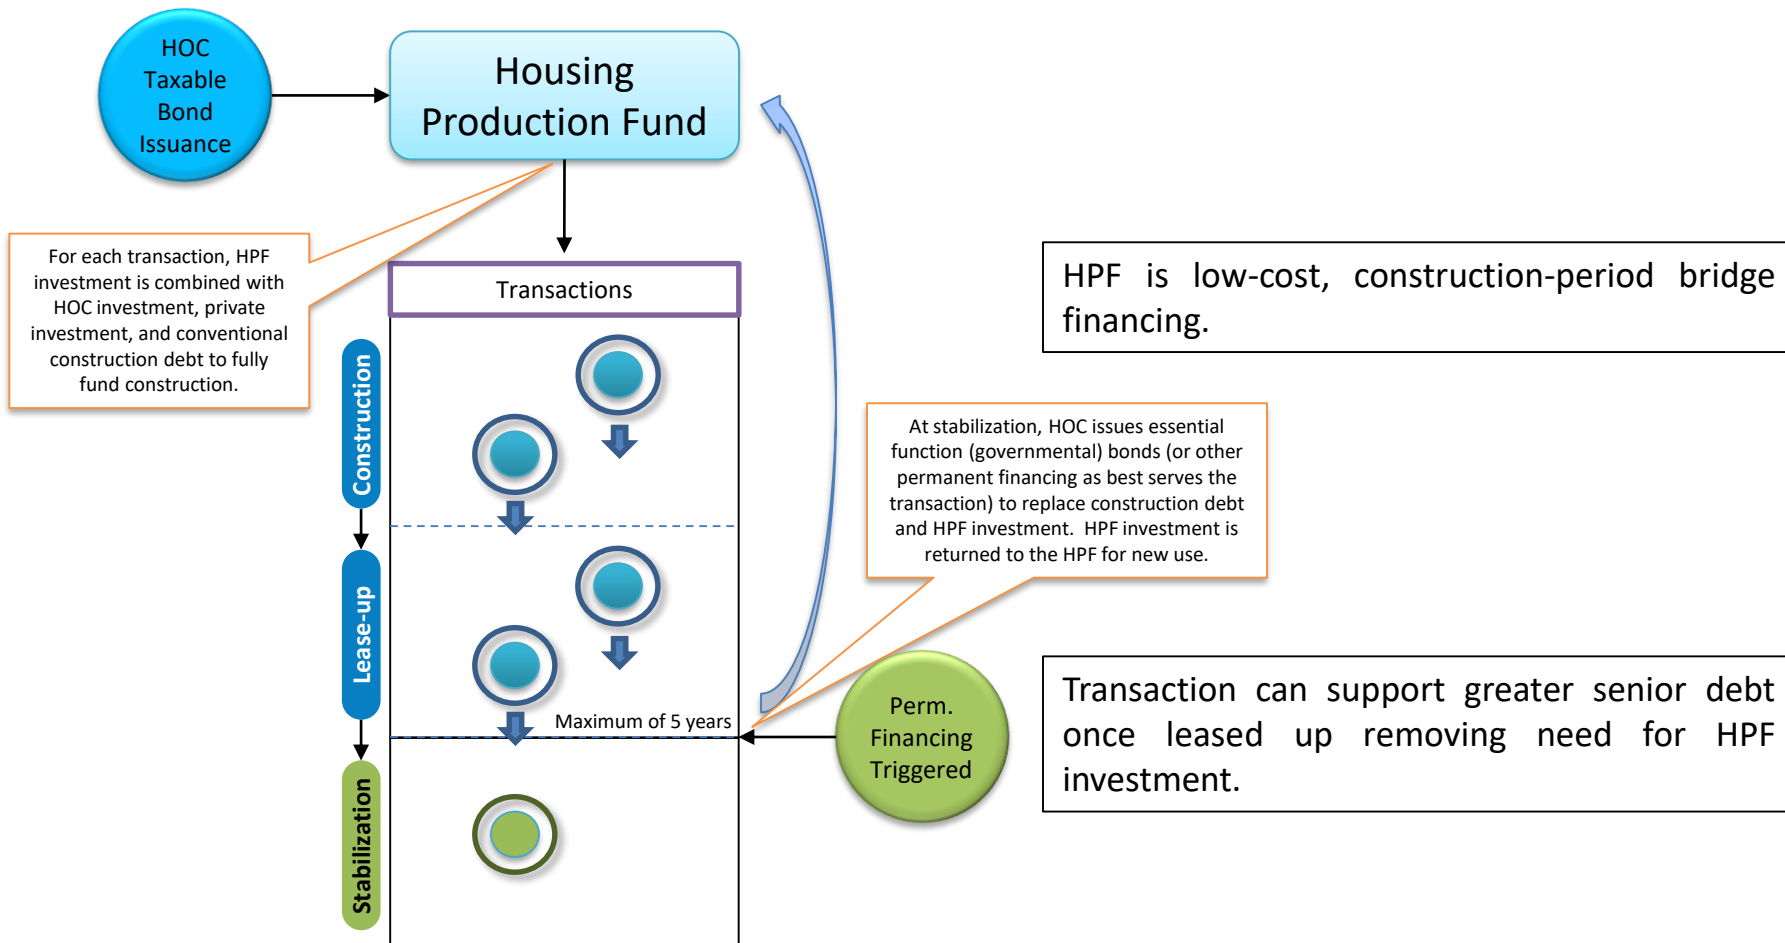 HOC
Taxable
Bond
Issuance
Housing
Production Fund
For each transaction, HPF
investment is combined with
HOC investment, private
investment, and conventional
construction debt to fully
fund construction.
Transactions
HPF is low-cost, construction-period bridge
financing.
Construction
At stabilization, HOC issues essential
function (governmental) bonds (or other
permanent financing as best serves the
transaction) to replace construction debt
and HPF investment.  HPF investment is
returned to the HPF for new use.
Lease-up
Maximum of 5 years
Perm.
Financing
Triggered
Transaction can support greater senior debt
once leased up removing need for HPF
investment.
Stabilization